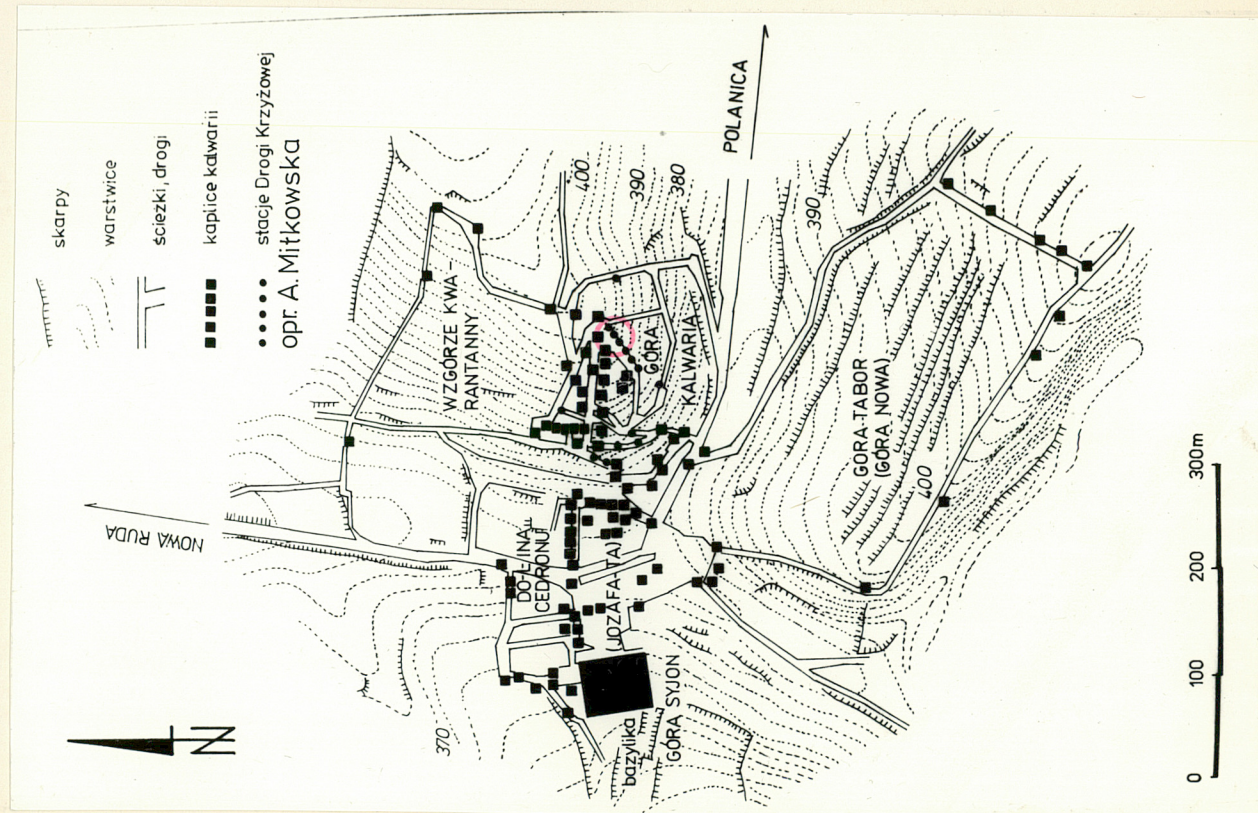 skarpy
warstwice
ścieżki, drogi
kaplice kalwarii
stacje Drogi Krzyżowej
opr. A. Mitkowska
N
NOWA RUDA
POLANICA
WZGÓRZE KWA-
RANTANNY
400
390
380
GÓRA
KALWARIA
390
GÓRA-TABOR
(GÓRA NOWA)
400
DO-LINA
CEDRONU
(JOZAFA-TA)
bazylika
GÓRA SYJON
370
0
100
200
300m